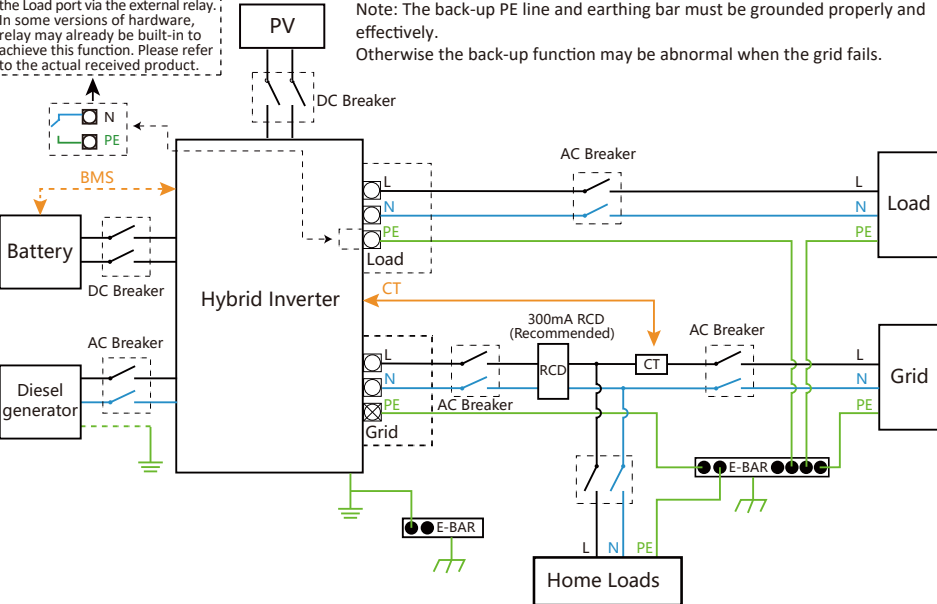 the Load port via the external relay.
In some versions of hardware,
relay may already be built-in to
achieve this function. Please refer
to the actual received product.
PV
Note: The back-up PE line and earthing bar must be grounded properly and
effectively.
Otherwise the back-up function may be abnormal when the grid fails.
DC Breaker
N
PE
BMS
Battery
DC Breaker
AC Breaker
Diesel
generator
Hybrid Inverter
L
N
PE
Load
AC Breaker
L
N
PE
Load
CT
300mA RCD
(Recommended)
AC Breaker
L
N
PE
Grid
AC Breaker
RCD
CT
L
N
PE
Grid
E-BAR
E-BAR
L
N
PE
Home Loads